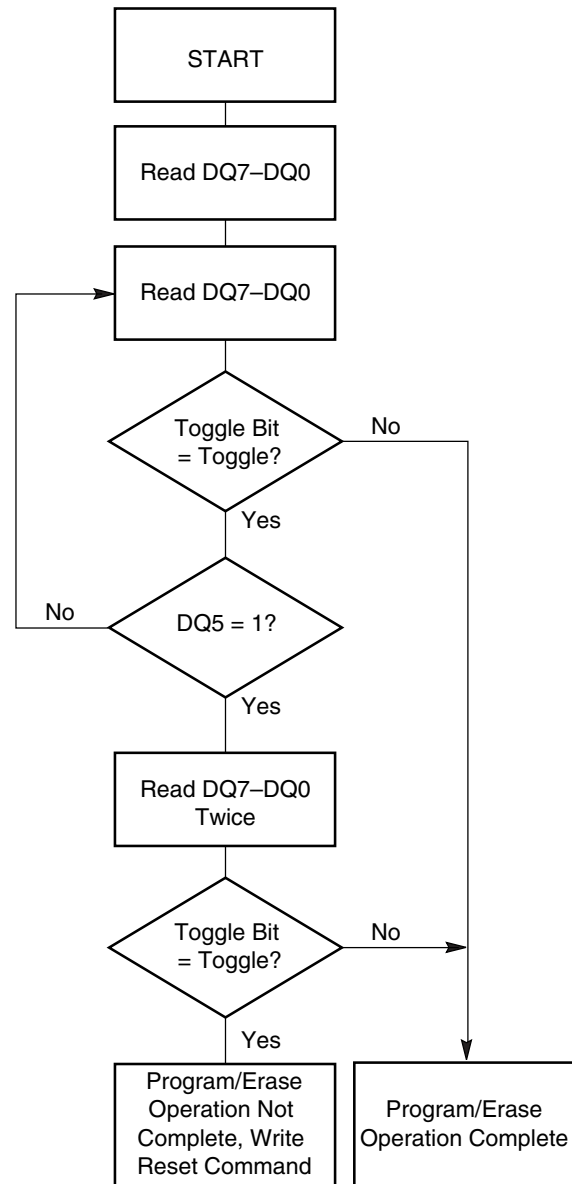 START
Read DQ7–DQ0
Read DQ7–DQ0
Toggle Bit
= Toggle?
No
Yes
No
DQ5 = 1?
Yes
Read DQ7–DQ0
Twice
Toggle Bit
= Toggle?
No
Yes
Program/Erase
Operation Not
Complete, Write
Reset Command
Program/Erase
Operation Complete